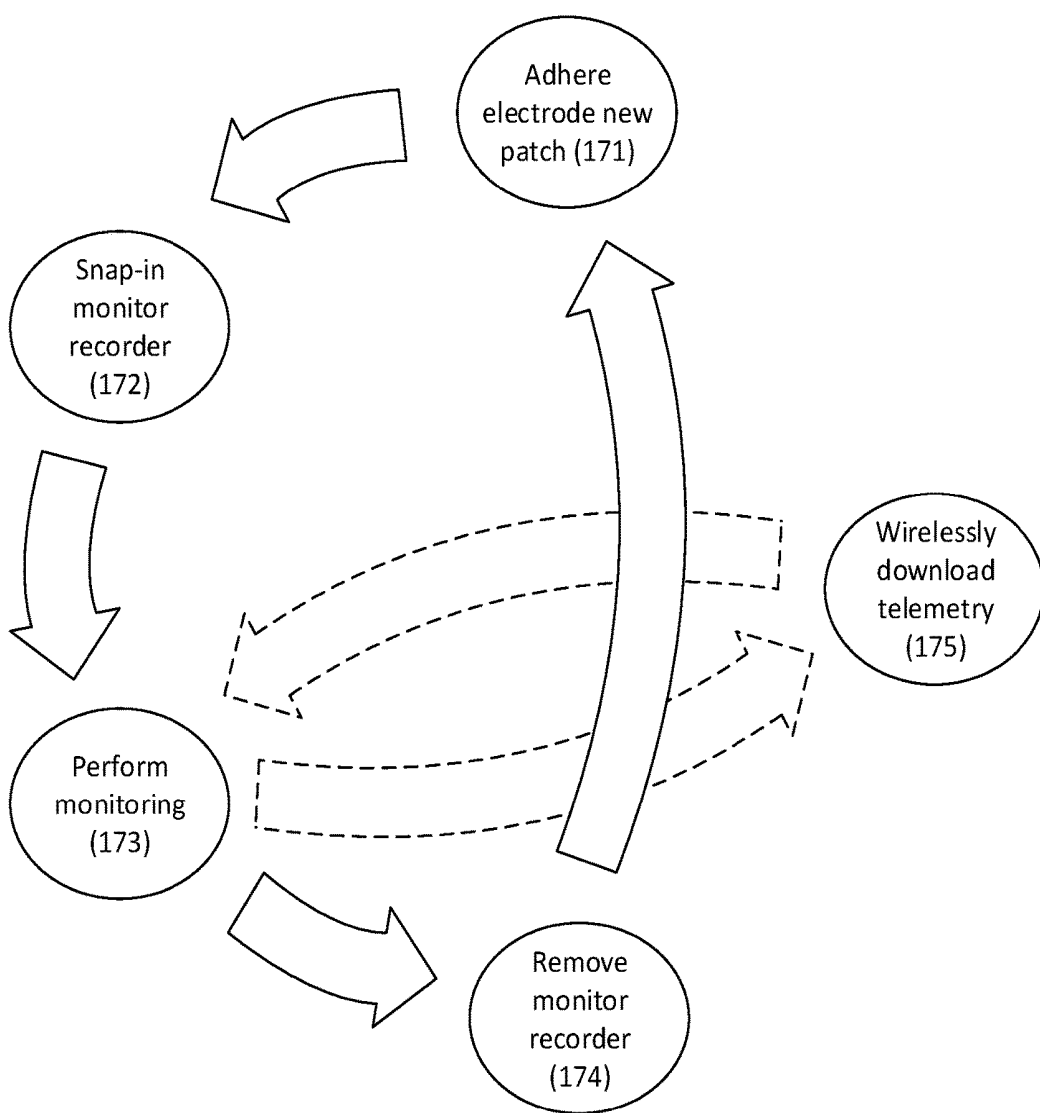 Adhere
electrode new
patch (171)
Snap-in
monitor
recorder
(172)
Wirelessly
download
telemetry
(175)
Perform
monitoring
(173)
Remove
monitor
recorder
(174)